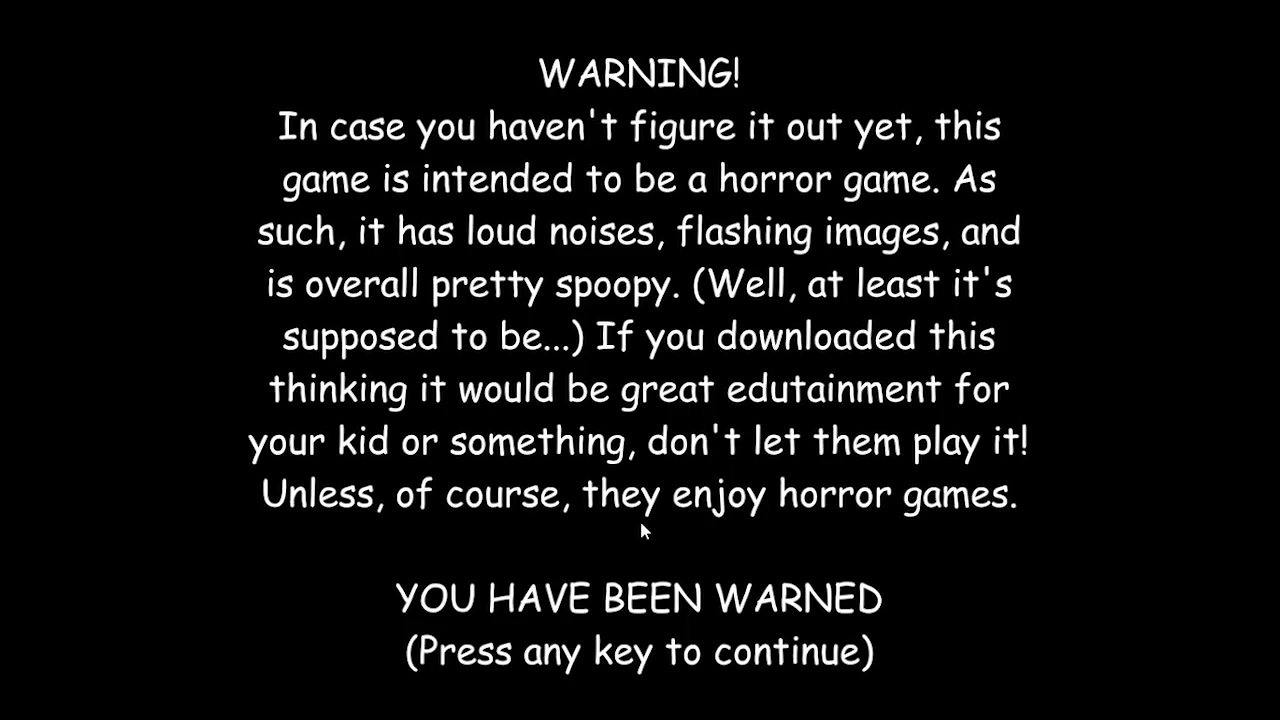 WARNING!
In case you haven't figure it out yet, this
game is intended to be a horror game. As
such, it has loud noises, flashing images, and
is overall pretty spoopy. (Well, at least it's
supposed to be...) If you downloaded this
thinking it would be great edutainment for
your kid or something, don't let them play it!
Unless, of course, they enjoy horror games.
YOU HAVE BEEN WARNED
(Press any key to continue)